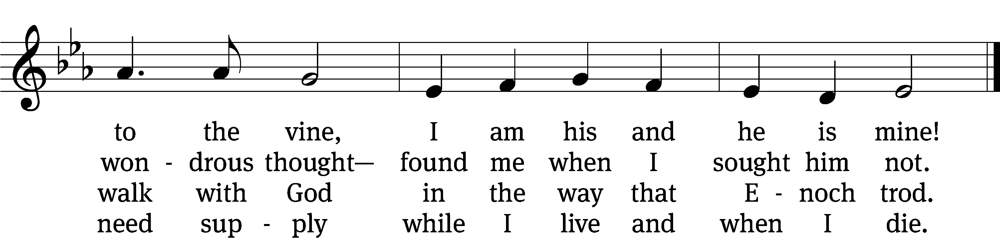 to the vine, I am his and he is mine!
won - drous thought— found me when I sought him not.
walk with God in the way that E - noch trod.
need sup - ply while I live and when I die.